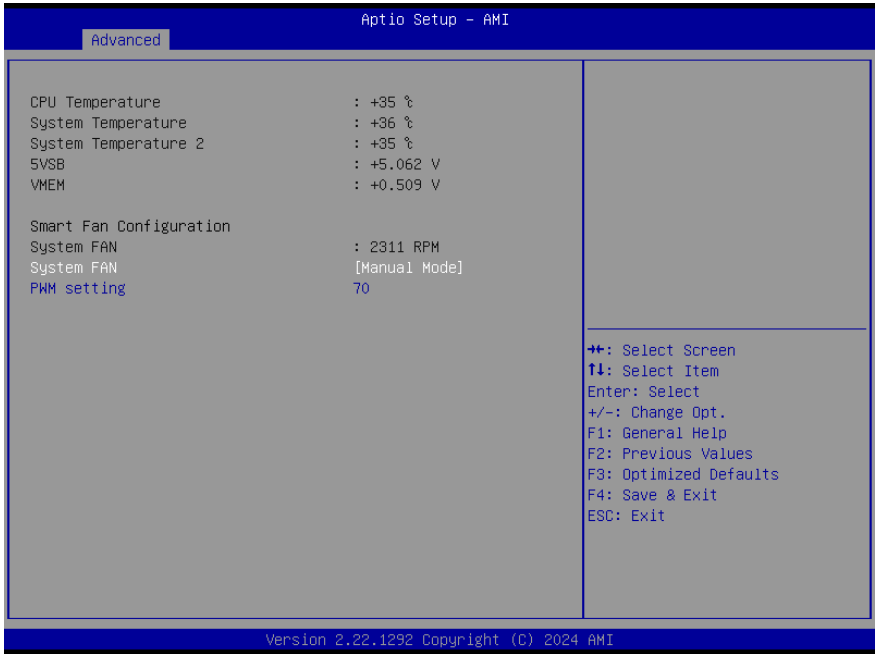 Aptio Setup - AMI
Advanced
CPU Temperature : +35 ℃
System Temperature : +36 ℃
System Temperature 2 : +35 ℃
5VSB : +5.062 V
VMEM : +0.509 V
Smart Fan Configuration
System FAN : 2311 RPM
System FAN [Manual Mode]
PWM setting 70
→←: Select Screen
↑↓: Select Item
Enter: Select
+/-: Change Opt.
F1: General Help
F2: Previous Values
F3: Optimized Defaults
F4: Save & Exit
ESC: Exit
Version 2.22.1292 Copyright (C) 2024 AMI